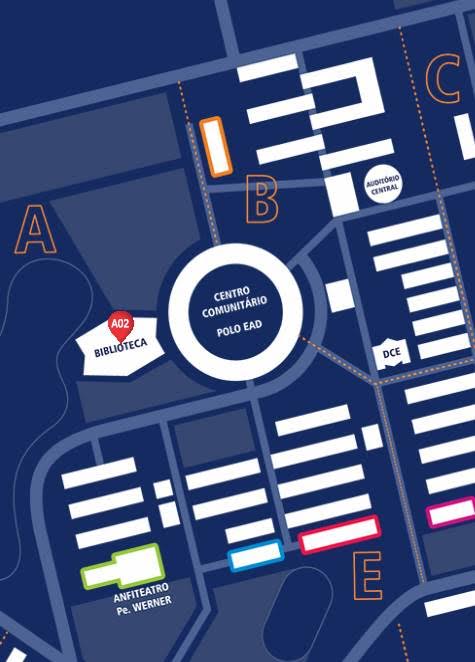 C
B
AUDITÓRIO
CENTRAL
A
CENTRO
COMUNITÁRIO
POLO EAD
A02
BIBLIOTECA
DCE
E
ANFITEATRO
Pe. WERNER